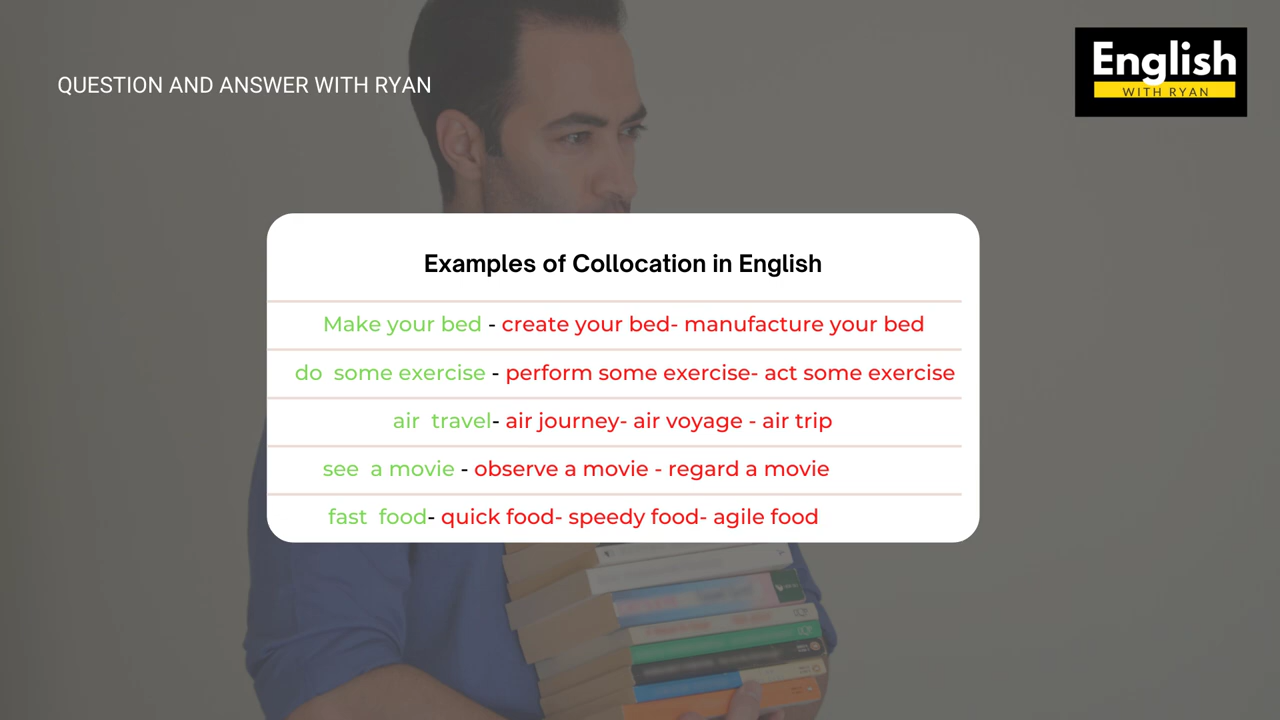 QUESTION AND ANSWER WITH RYAN
English
WITH RYAN
Examples of Collocation in English
Make your bed - create your bed- manufacture your bed
do some exercise - perform some exercise- act some exercise
air travel- air journey- air voyage - air trip
see a movie - observe a movie - regard a movie
fast food- quick food- speedy food- agile food